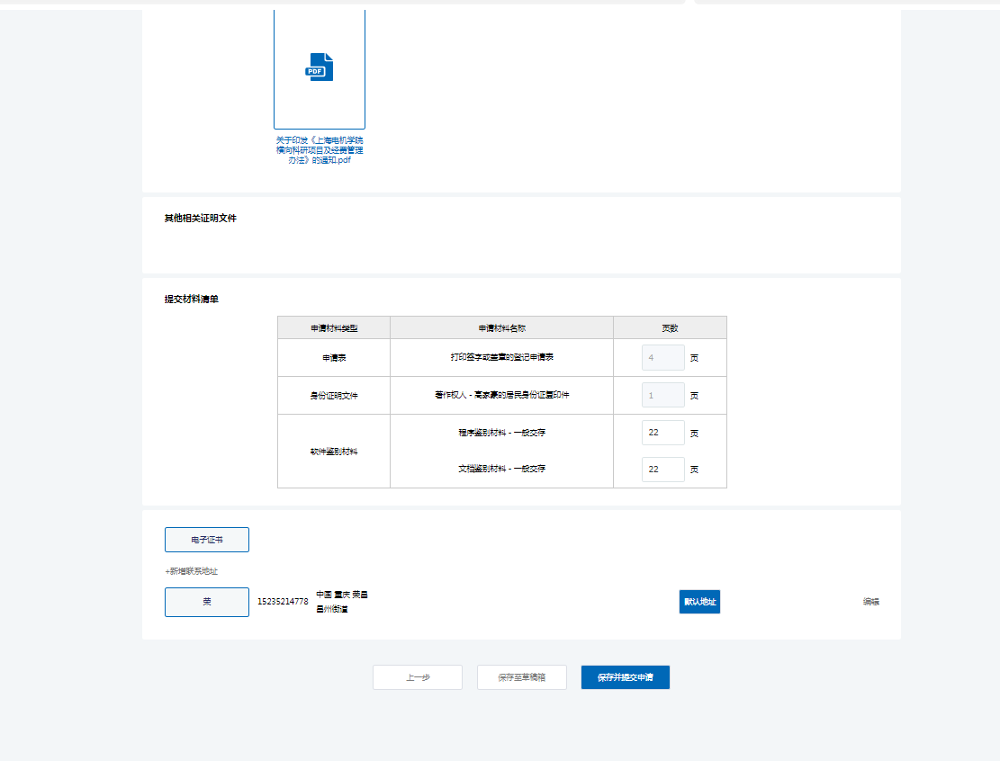 PDF
关于印发《上海电机学院
横向科研项目及经费管理
办法》的通知.pdf
其他相关证明文件
提交材料清单
申请材料类型 申请材料名称 页数
申请表 打印签字或盖章的登记申请表 4 页
身份证明文件 著作权人 - 高家豪的居民身份证复印件 1 页
软件鉴别材料
程序鉴别材料 - 一般交存 22 页
文档鉴别材料 - 一般交存 22 页
电子证书
+新增联系地址
荣 15235214778 中国 重庆 荣昌
昌州街道
默认地址 编辑
上一步 保存至草稿箱 保存并提交申请